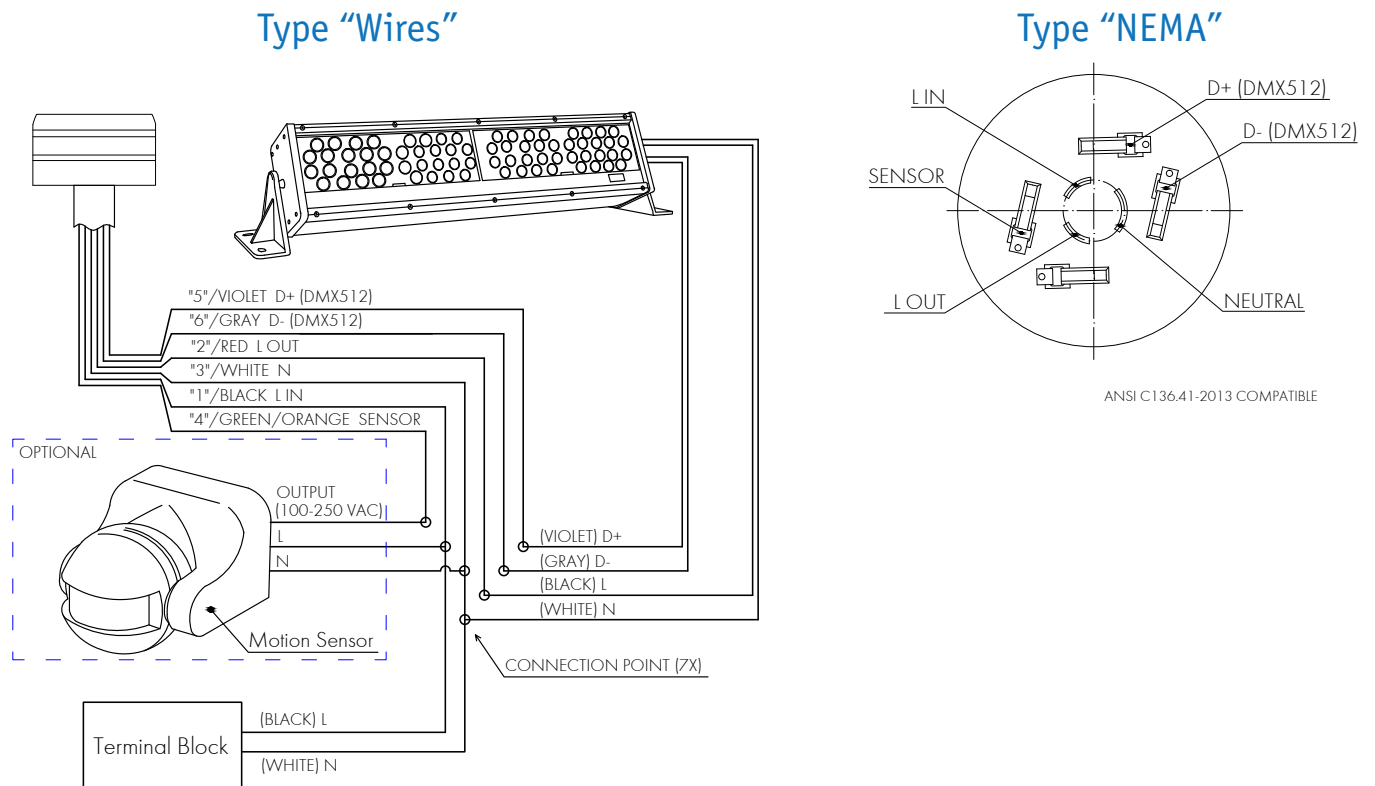 Type “Wires”
Type “NEMA”
L IN
D+ (DMX512)
D- (DMX512)
SENSOR
L OUT
NEUTRAL
ANSI C136.41-2013 COMPATIBLE
"5"/VIOLET D+ (DMX512)
"6"/GRAY D- (DMX512)
"2"/RED L OUT
"3"/WHITE N
"1"/BLACK L IN
"4"/GREEN/ORANGE SENSOR
OPTIONAL
OUTPUT
(100-250 VAC)
L
N
Motion Sensor
(VIOLET) D+
(GRAY) D-
(BLACK) L
(WHITE) N
CONNECTION POINT (7X)
Terminal Block
(BLACK) L
(WHITE) N